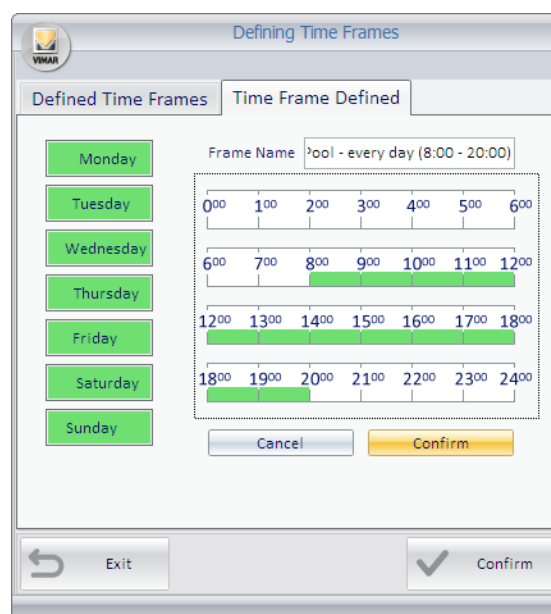 Defining Time Frames
VIMAR
Defined Time Frames Time Frame Defined
Monday
Tuesday
Wednesday
Thursday
Friday
Saturday
Sunday
Frame Name Pool - every day (8:00 - 20:00)
000 100 200 300 400 500 600
600 700 800 900 1000 1100 1200
1200 1300 1400 1500 1600 1700 1800
1800 1900 2000 2100 2200 2300 2400
Cancel Confirm
Exit Confirm